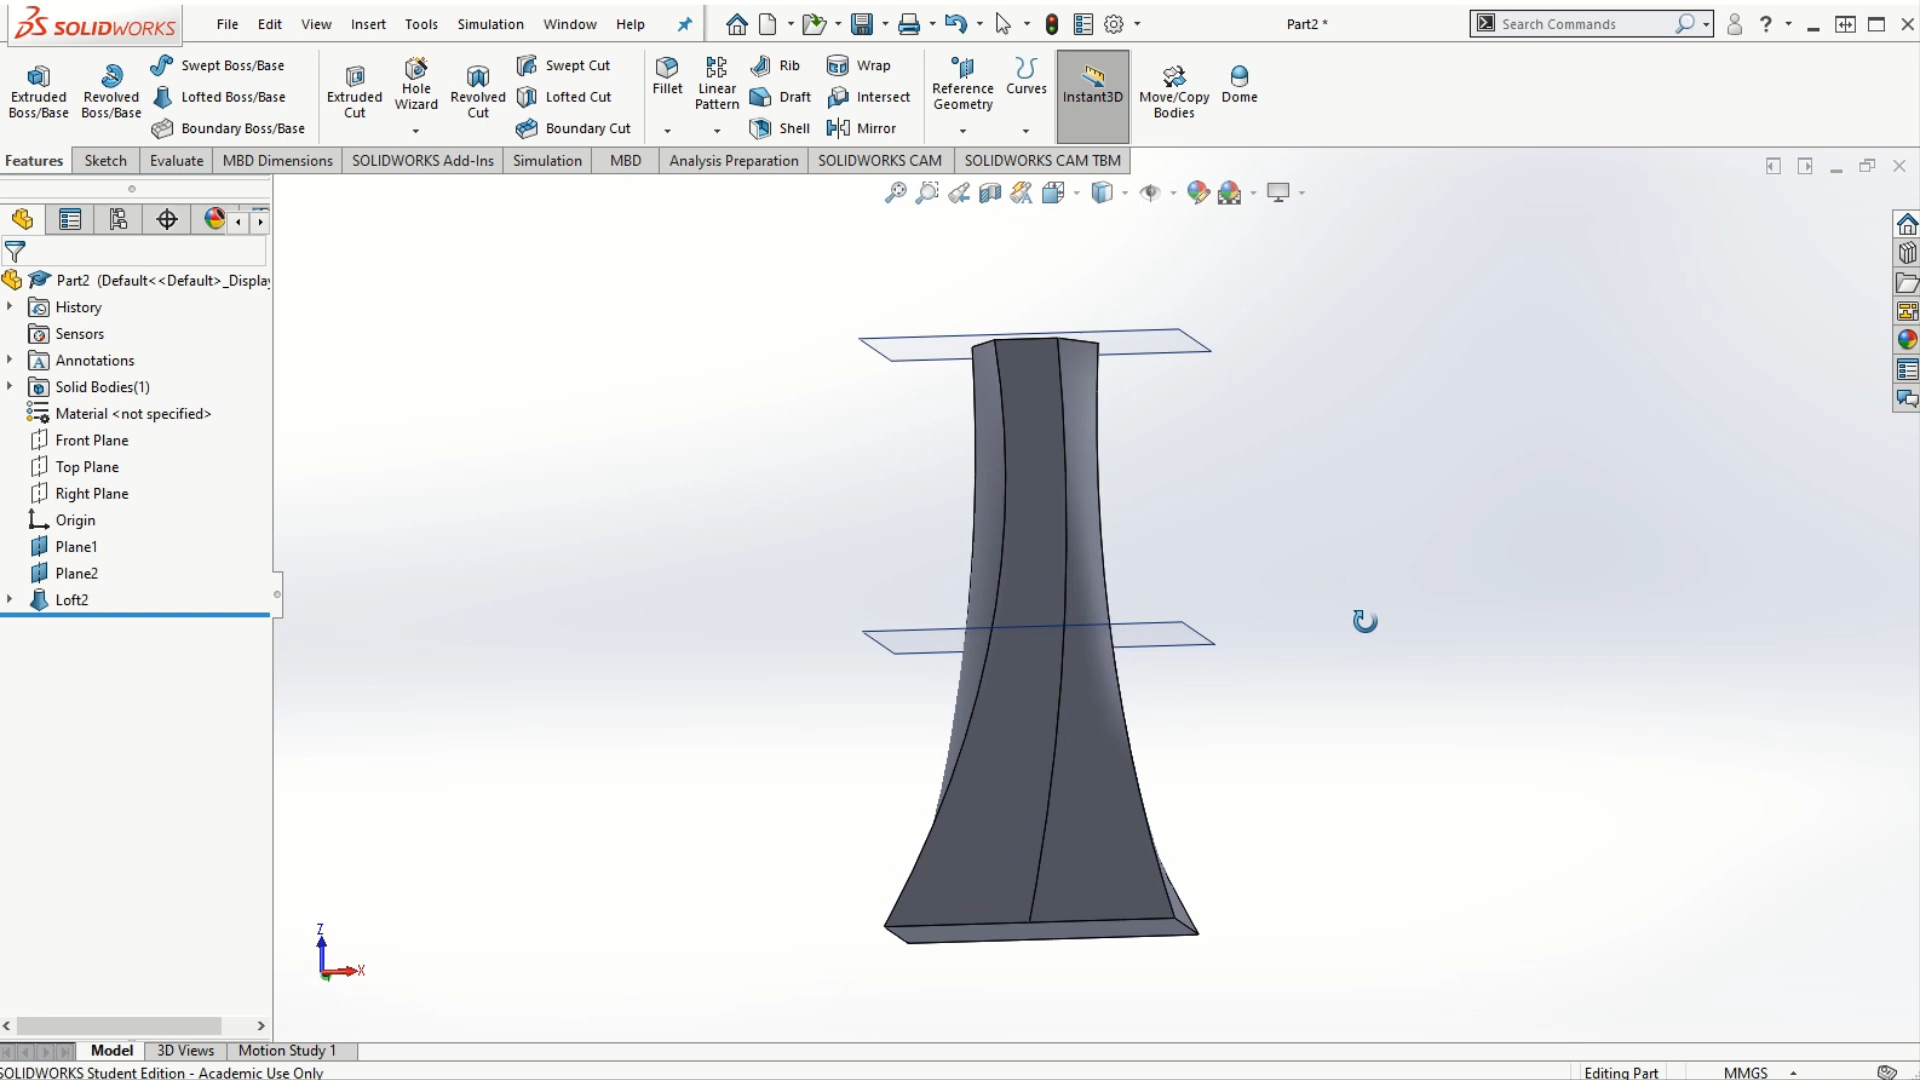 SOLIDWORKS File Edit View Insert Tools Simulation Window Help Part2 * Search Commands ?
Extruded Boss/Base
Revolved Boss/Base
Swept Boss/Base
Lofted Boss/Base
Boundary Boss/Base
Extruded Cut
Hole Wizard
Revolved Cut
Swept Cut
Lofted Cut
Boundary Cut
Fillet
Linear Pattern
Rib
Draft
Shell
Wrap
Intersect
Mirror
Reference Geometry
Curves
Instant3D
Move/Copy Bodies
Dome
Features Sketch Evaluate MBD Dimensions SOLIDWORKS Add-Ins Simulation MBD Analysis Preparation SOLIDWORKS CAM SOLIDWORKS CAM TBM
Part2 (Default<<Default>_Display
History
Sensors
Annotations
Solid Bodies(1)
Material <not specified>
Front Plane
Top Plane
Right Plane
Origin
Plane1
Plane2
Loft2
Z
X
Model 3D Views Motion Study 1
SOLIDWORKS Student Edition - Academic Use Only Editing Part MMGS